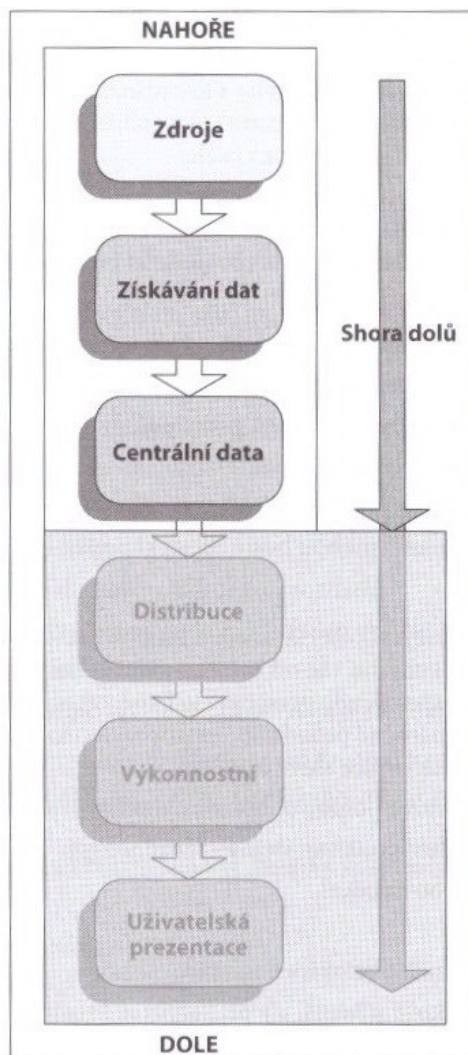 NAHOŘE
Zdroje
Získávání dat
Shora dolů
Centrální data
Distribuce
Výkonnostní
Uživatelská
prezentace
DOLE